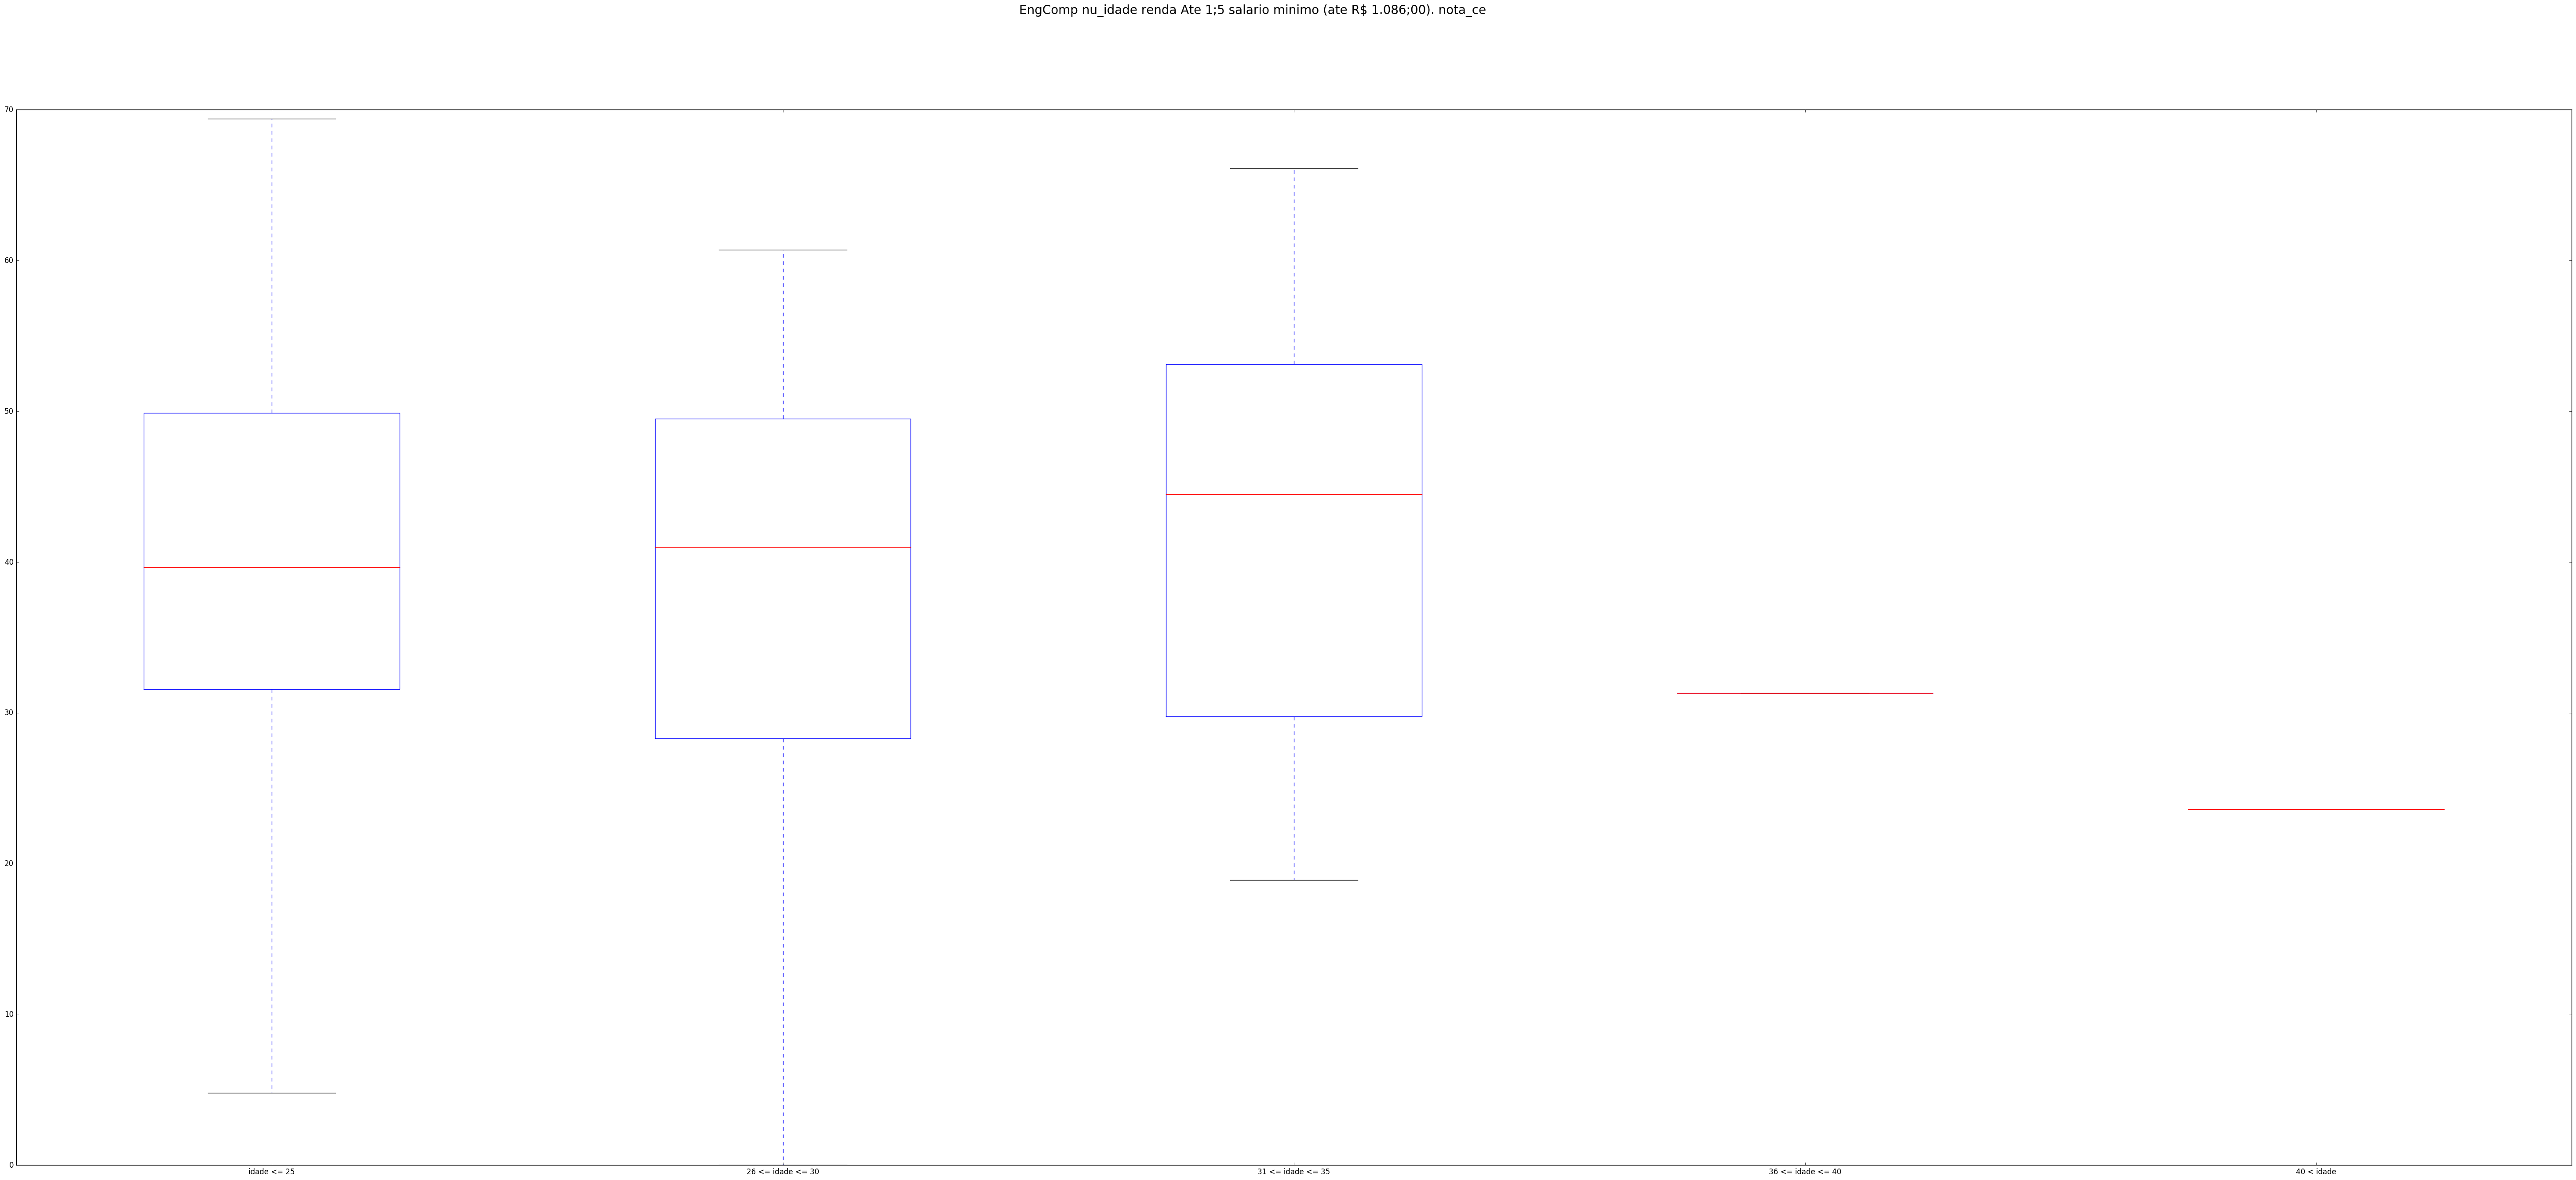 EngComp nu_idade renda Ate 1;5 salario minimo (ate R$ 1.086;00). nota_ce
70
60
50
40
30
20
10
0
idade <= 25
26 <= idade <= 30
31 <= idade <= 35
36 <= idade <= 40
40 < idade